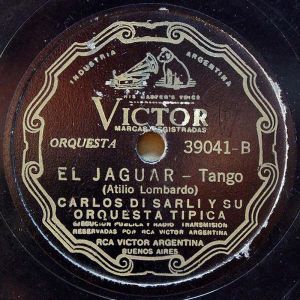 INDUSTRIA ARGENTINA
HIS MASTER'S VOICE
VICTOR
MARCAS REGISTRADAS
ORQUESTA 39041-B
EL JAGUAR - Tango
(Atilio Lombardo)
CARLOS DI SARLI Y SU
ORQUESTA TIPICA
EJECUCION PUBLICA Y RADIO TRANSMISION
RESERVADAS POR RCA VICTOR ARGENTINA
RCA VICTOR ARGENTINA
BUENOS AIRES